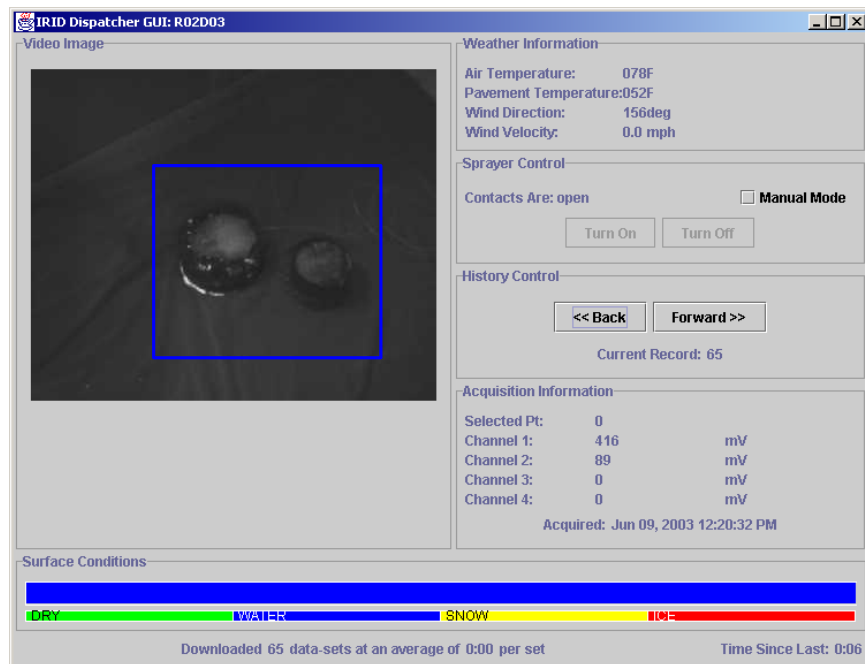 IRID Dispatcher GUI: R02D03
Video Image
Weather Information
Air Temperature: 078F
Pavement Temperature:052F
Wind Direction: 156deg
Wind Velocity: 0.0 mph
Sprayer Control
Contacts Are: open Manual Mode
Turn On Turn Off
History Control
<< Back Forward >>
Current Record: 65
Acquisition Information
Selected Pt: 0
Channel 1: 416 mV
Channel 2: 89 mV
Channel 3: 0 mV
Channel 4: 0 mV
Acquired: Jun 09, 2003 12:20:32 PM
Surface Conditions
DRY WATER SNOW ICE
Downloaded 65 data-sets at an average of 0:00 per set Time Since Last: 0:06